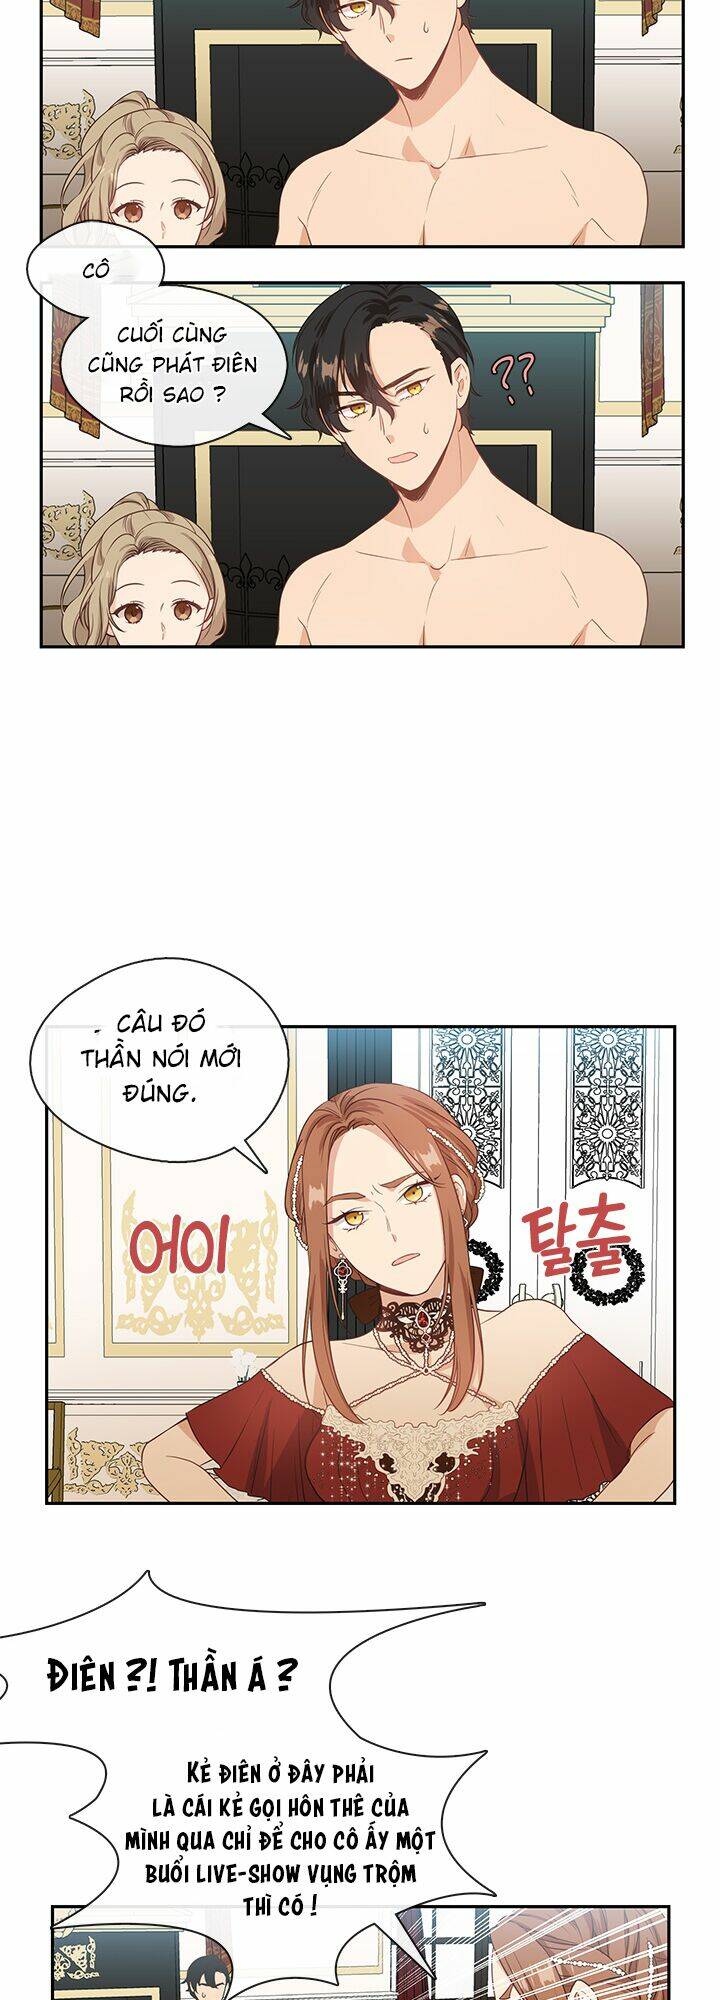 CÔ
CUỐI CÙNG
CŨNG PHÁT ĐIÊN
RỒI SAO ?
??
CÂU ĐÓ
THẦN NÓI MỚI
ĐÚNG.
어이
탈출
ĐIÊN ?! THẦN Á ?
KẺ ĐIÊN Ở ĐÂY PHẢI
LÀ CÁI KẺ GỌI HÔN THÊ CỦA
MÌNH QUA CHỈ ĐỂ CHO CÔ ẤY MỘT
BUỔI LIVE-SHOW VỤNG TRỘM
THÌ CÓ !